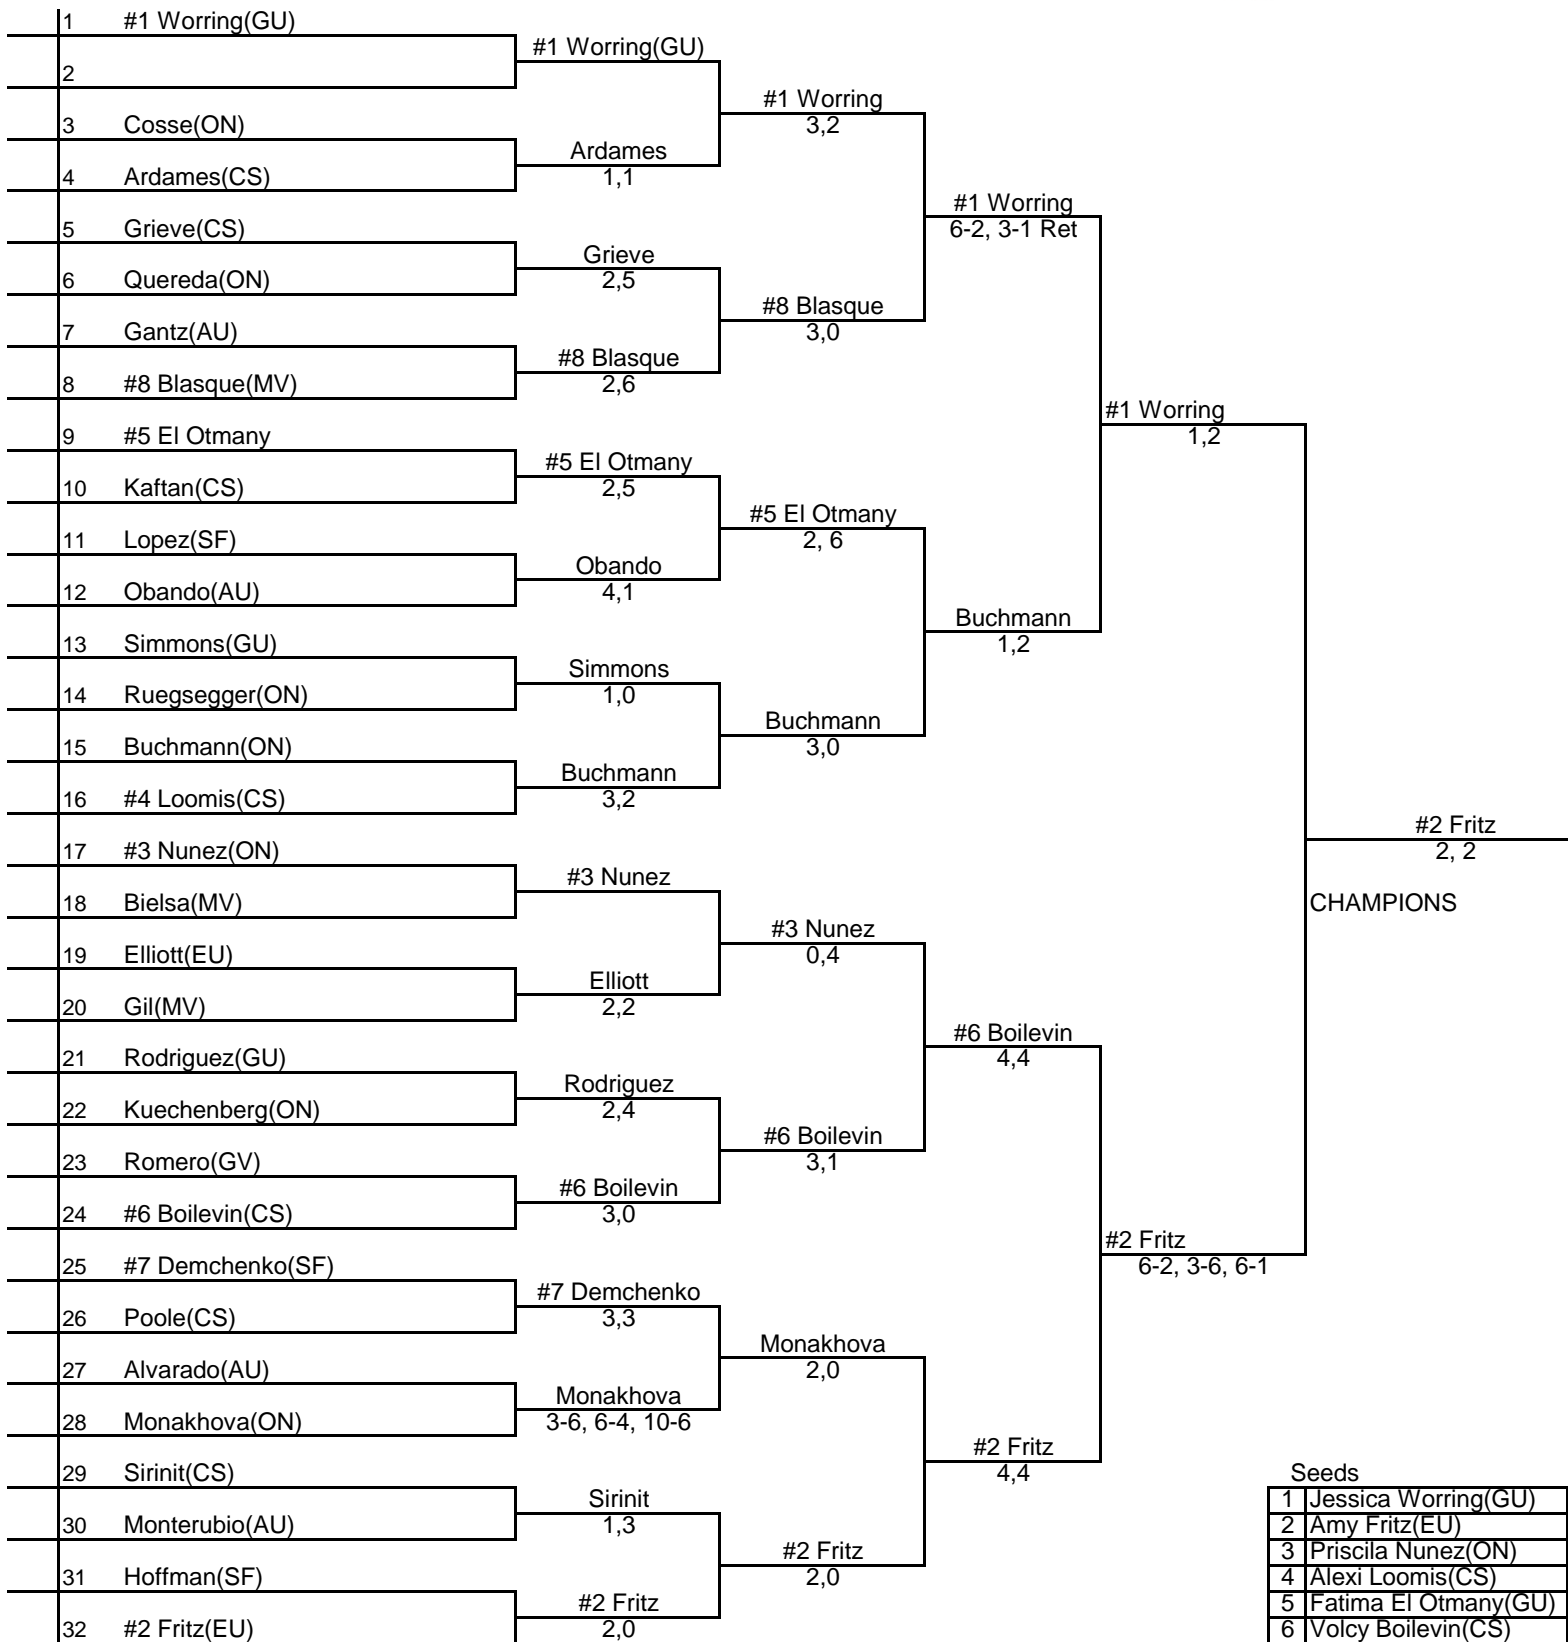 1 #1 Worring(GU)
#1 Worring(GU)
2
#1 Worring
3,2
3 Cosse(ON)
Ardames
1,1
4 Ardames(CS)
#1 Worring
6-2, 3-1 Ret
5 Grieve(CS)
Grieve
2,5
6 Quereda(ON)
#8 Blasque
3,0
7 Gantz(AU)
#8 Blasque
2,6
8 #8 Blasque(MV)
#1 Worring
1,2
9 #5 El Otmany
#5 El Otmany
2,5
10 Kaftan(CS)
#5 El Otmany
2, 6
11 Lopez(SF)
Obando
4,1
12 Obando(AU)
Buchmann
1,2
13 Simmons(GU)
Simmons
1,0
14 Ruegsegger(ON)
Buchmann
3,0
15 Buchmann(ON)
Buchmann
3,2
16 #4 Loomis(CS)
#2 Fritz
2, 2
17 #3 Nunez(ON)
#3 Nunez
18 Bielsa(MV)
CHAMPIONS
#3 Nunez
0,4
19 Elliott(EU)
Elliott
2,2
20 Gil(MV)
#6 Boilevin
4,4
21 Rodriguez(GU)
Rodriguez
2,4
22 Kuechenberg(ON)
#6 Boilevin
3,1
23 Romero(GV)
#6 Boilevin
3,0
24 #6 Boilevin(CS)
#2 Fritz
6-2, 3-6, 6-1
25 #7 Demchenko(SF)
#7 Demchenko
3,3
26 Poole(CS)
Monakhova
2,0
27 Alvarado(AU)
Monakhova
3-6, 6-4, 10-6
28 Monakhova(ON)
#2 Fritz
4,4
29 Sirinit(CS)
Sirinit
1,3
30 Monterubio(AU)
#2 Fritz
2,0
31 Hoffman(SF)
#2 Fritz
2,0
32 #2 Fritz(EU)
Seeds
1 Jessica Worring(GU)
2 Amy Fritz(EU)
3 Priscila Nunez(ON)
4 Alexi Loomis(CS)
5 Fatima El Otmany(GU)
6 Volcy Boilevin(CS)